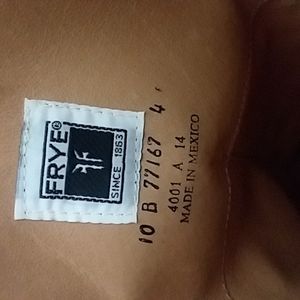 FRYE®
SINCE 1863
10 B 77167 4
4001 A 14
MADE IN MEXICO